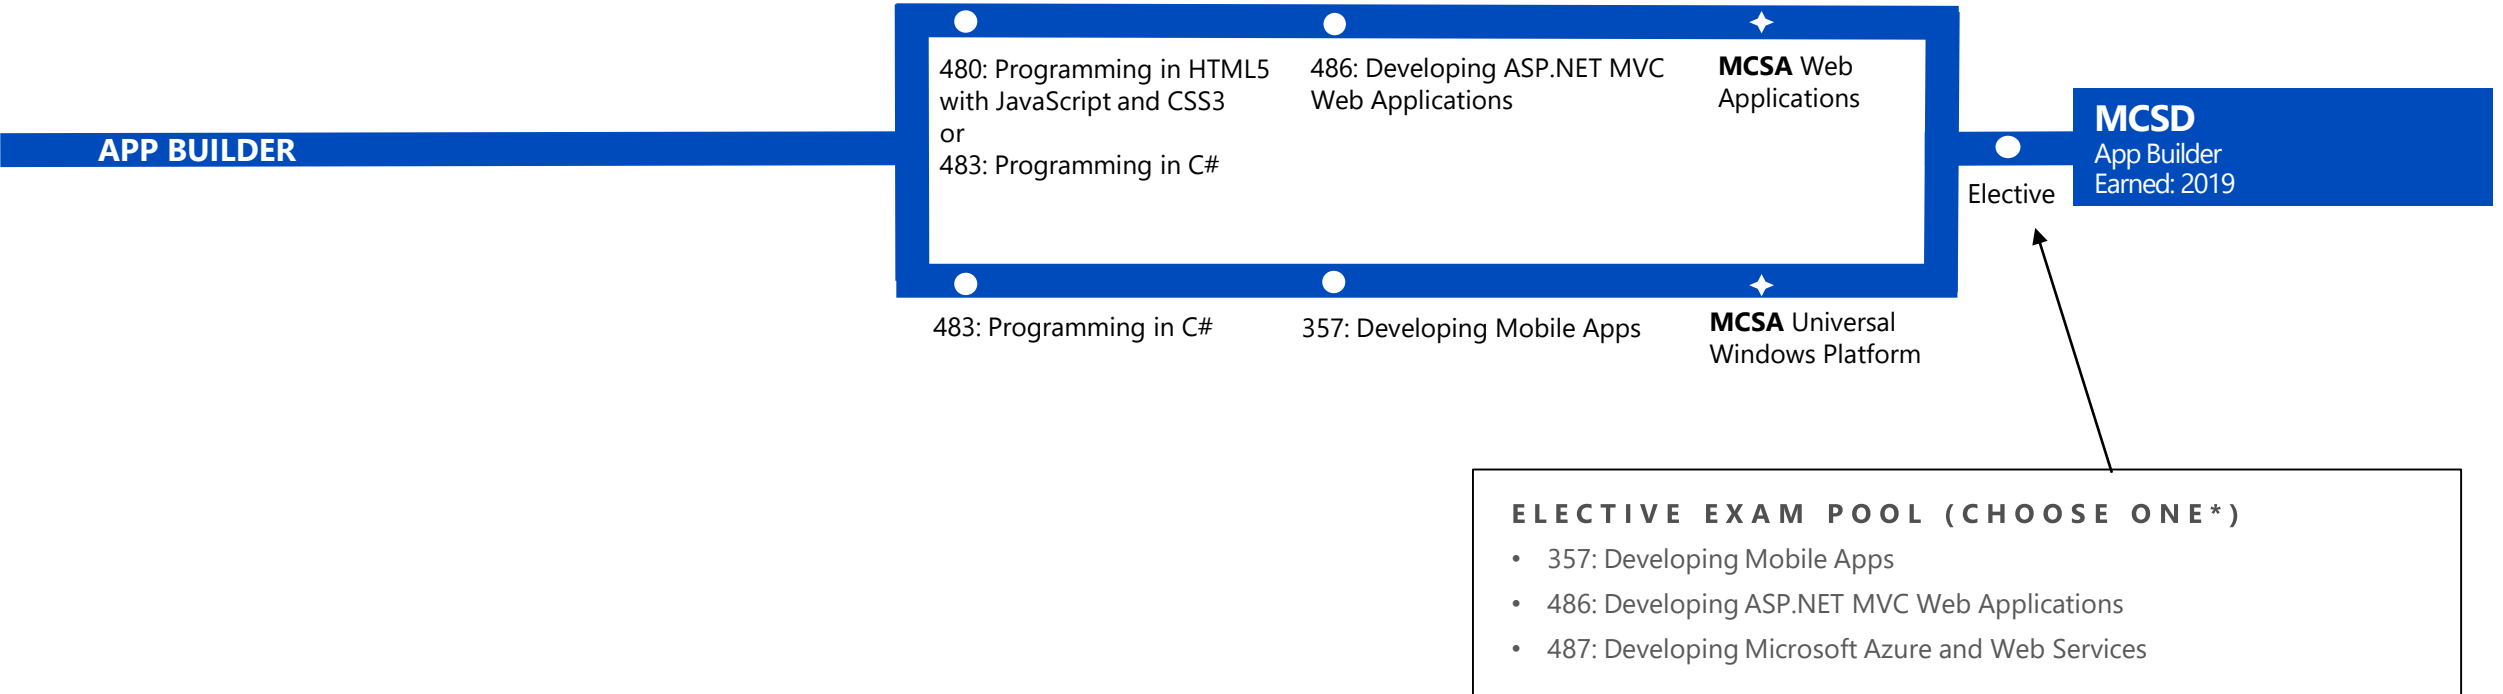 APP BUILDER
480: Programming in HTML5
with JavaScript and CSS3
or
483: Programming in C#
486: Developing ASP.NET MVC
Web Applications
MCSA Web
Applications
483: Programming in C#
357: Developing Mobile Apps
MCSA Universal
Windows Platform
Elective
MCSD
App Builder
Earned: 2019
ELECTIVE EXAM POOL (CHOOSE ONE*)
• 357: Developing Mobile Apps
• 486: Developing ASP.NET MVC Web Applications
• 487: Developing Microsoft Azure and Web Services